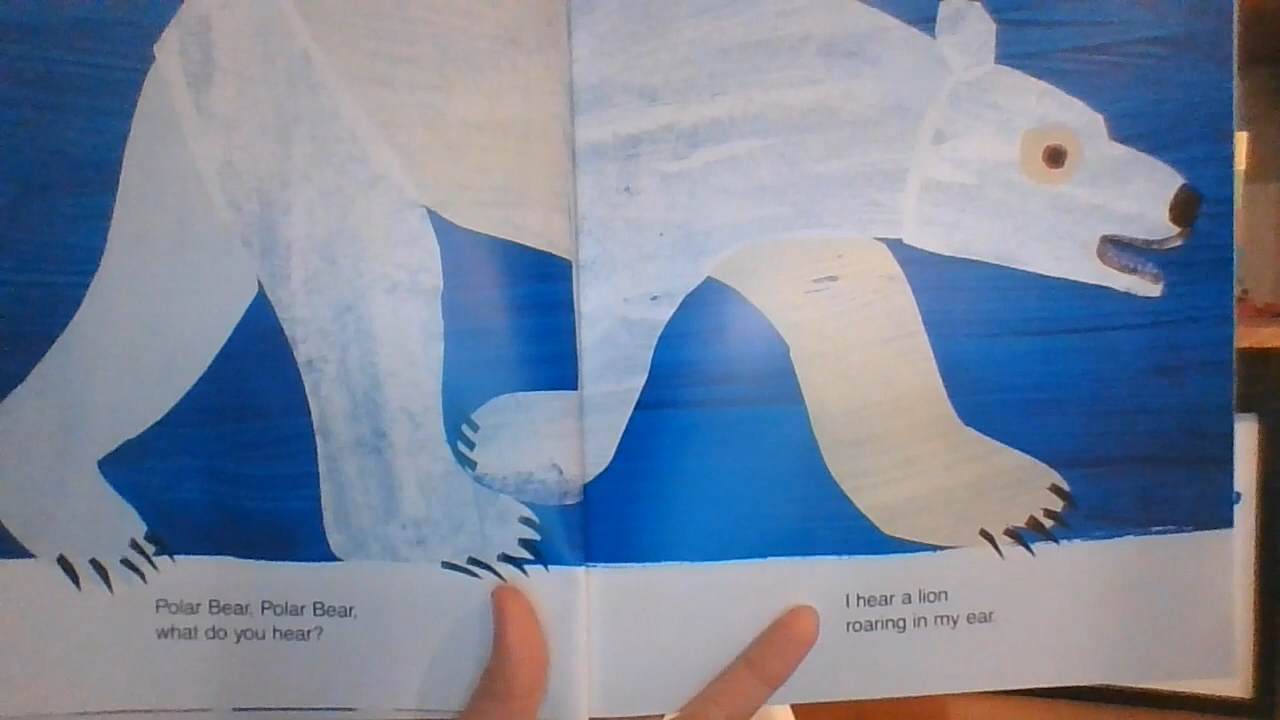 Polar Bear, Polar Bear,
what do you hear?
I hear a lion
roaring in my ear.